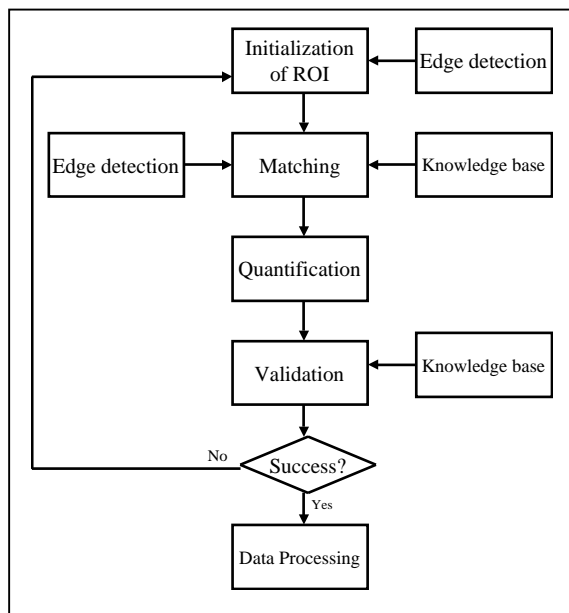 Initialization
of ROI
Edge detection
Edge detection
Matching
Knowledge base
Quantification
Validation
Knowledge base
Success?
No
Yes
Data Processing